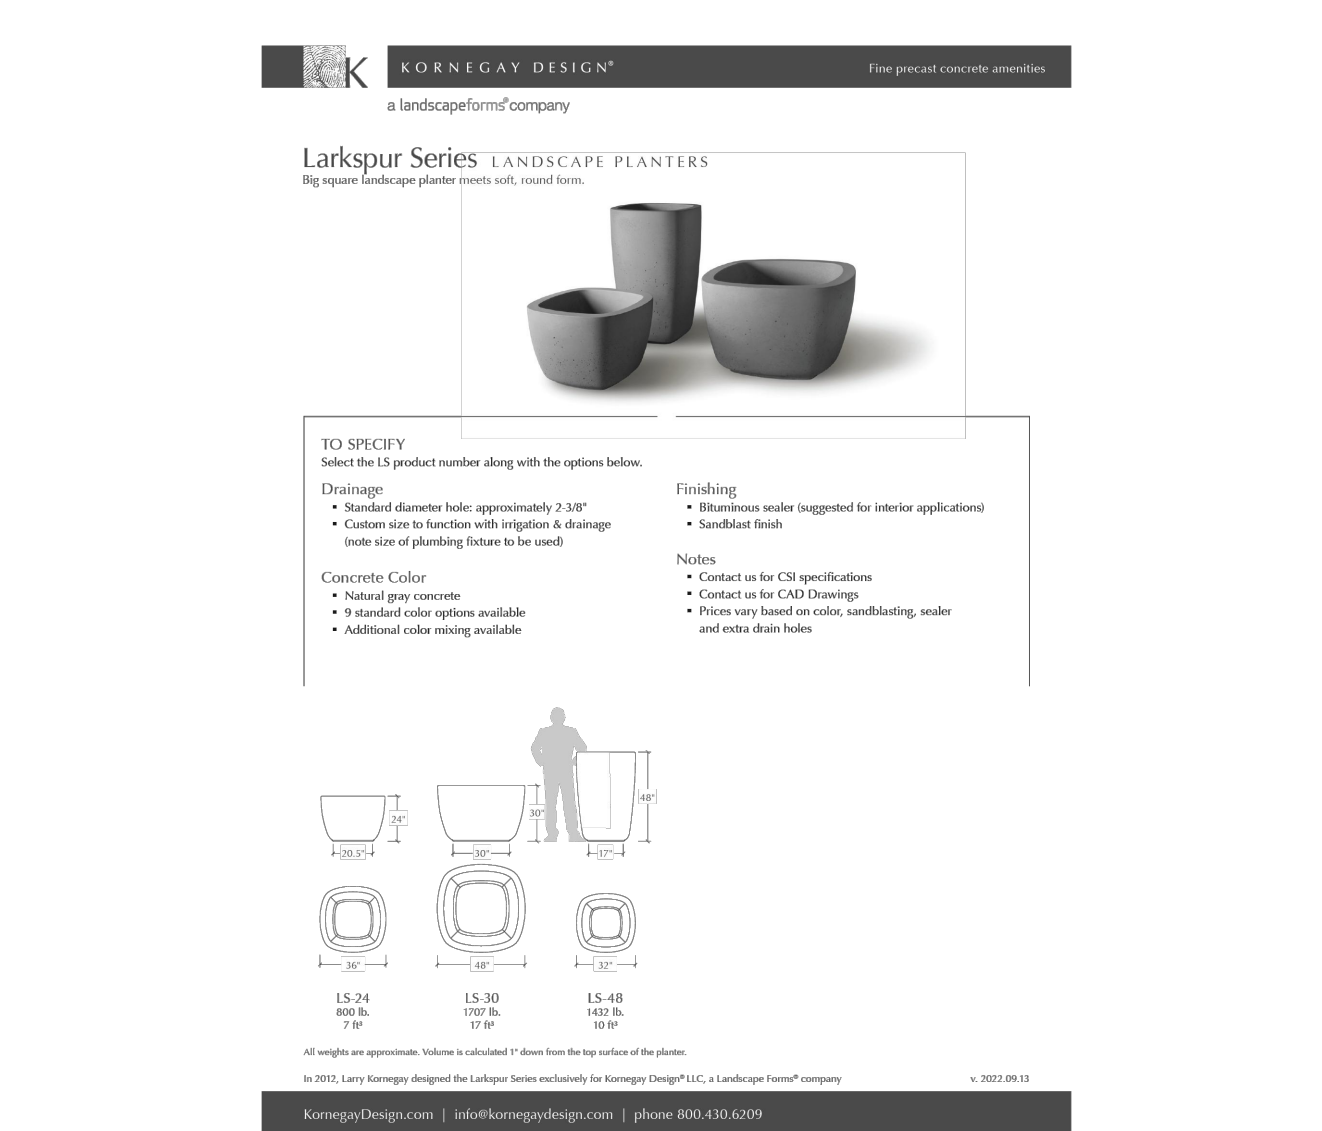 K
KORNEGAY DESIGN®
Fine precast concrete amenities
a landscapeforms® company
Larkspur Series LANDSCAPE PLANTERS
Big square landscape planter meets soft, round form.
TO SPECIFY
Select the LS product number along with the options below.
Drainage
▪ Standard diameter hole: approximately 2-3/8"
▪ Custom size to function with irrigation & drainage
(note size of plumbing fixture to be used)
Concrete Color
▪ Natural gray concrete
▪ 9 standard color options available
▪ Additional color mixing available
Finishing
▪ Bituminous sealer (suggested for interior applications)
▪ Sandblast finish
Notes
▪ Contact us for CSI specifications
▪ Contact us for CAD Drawings
▪ Prices vary based on color, sandblasting, sealer
and extra drain holes
24"
20.5"
30"
30"
48"
17"
36"
48"
32"
LS-24
800 lb.
7 ft³
LS-30
1707 lb.
17 ft³
LS-48
1432 lb.
10 ft³
All weights are approximate. Volume is calculated 1" down from the top surface of the planter.
In 2012, Larry Kornegay designed the Larkspur Series exclusively for Kornegay Design® LLC, a Landscape Forms® company
v. 2022.09.13
KornegayDesign.com | info@kornegaydesign.com | phone 800.430.6209